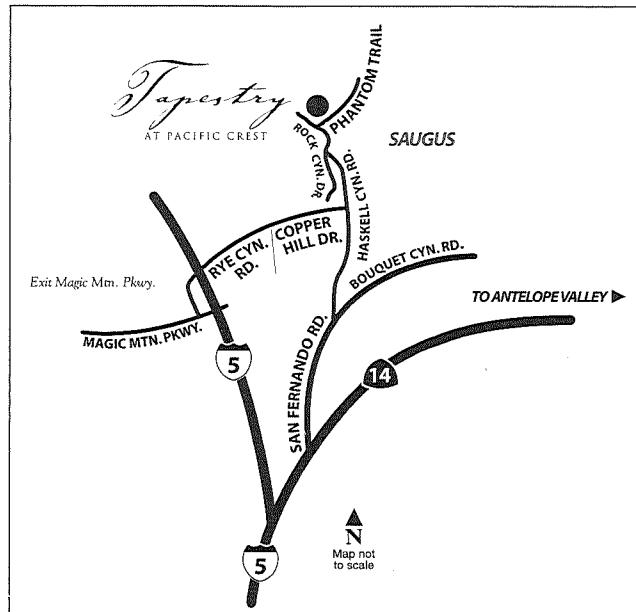 Tapestry
AT PACIFIC CREST
PHANTOM TRAIL
ROCK CYN. DR.
SAUGUS
HASKELL CYN. RD.
COPPER
HILL DR.
RYE CYN.
RD.
BOUQUET CYN. RD.
Exit Magic Mtn. Pkwy.
TO ANTELOPE VALLEY
MAGIC MTN. PKWY.
SAN FERNANDO RD.
5
14
N
Map not
to scale
5